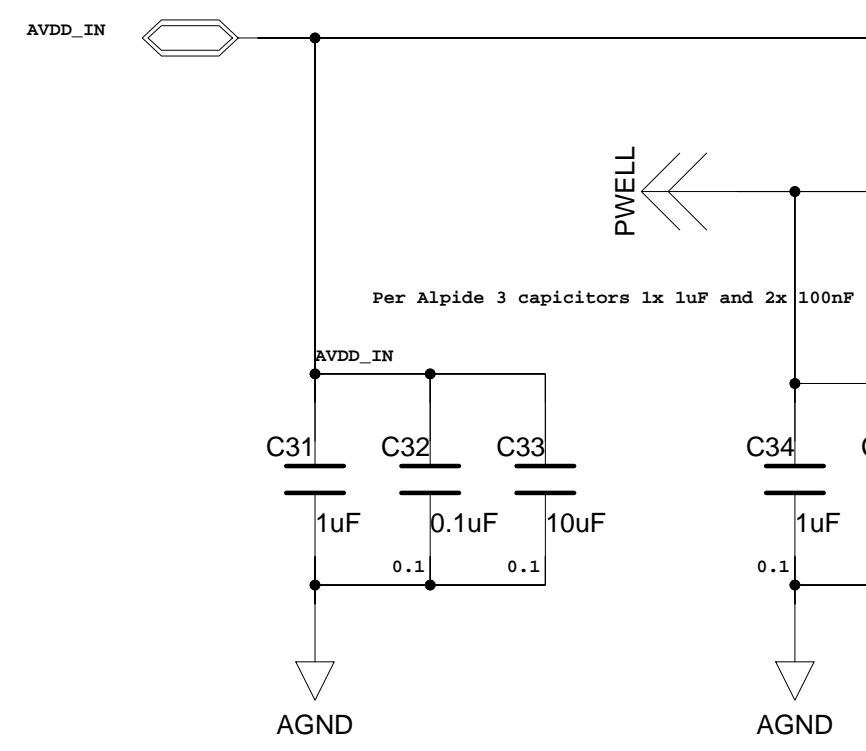 AVDD_IN
PWELL
Per Alpide 3 capicitors 1x 1uF and 2x 100nF
AVDD_IN
C31 C32 C33 C34
1uF 0.1uF 10uF 1uF
0.1 0.1 0.1
AGND AGND